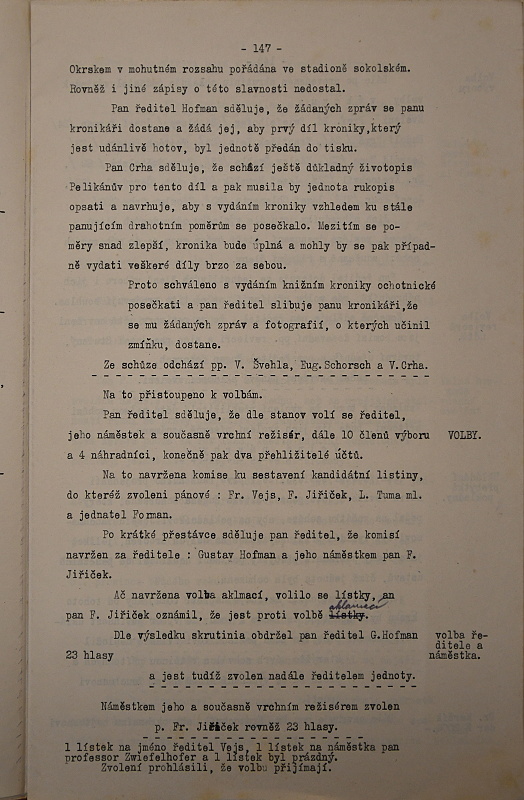 - 147 -
Okrskem v mohutném rozsahu pořádána ve stadioně sokolském.
Rovněž i jiné zápisy o této slavnosti nedostal.
Pan ředitel Hofman sděluje, že žádaných zpráv se panu
kronikáři dostane a žádá jej, aby prvý díl kroniky,který
jest udánlivě hotov, byl jednotě předán do tisku.
Pan Crha sděluje, že schází ještě důkladný životopis
Pelikánův pro tento díl a pak musila by jednota rukopis
opsati a navrhuje, aby s vydáním kroniky vzhledem ku stále
panujícím drahotním poměrům se posečkalo. Mezitím se po-
měry snad zlepší, kronika bude úplná a mohly by se pak případ-
ně vydati veškeré díly brzo za sebou.
Proto schváleno s vydáním knižním kroniky ochotnické
posečkati a pan ředitel slibuje panu kronikáři,že
se mu žádaných zpráv a fotografií, o kterých učinil
zmíňku, dostane.
Ze schůze odchází pp. V. Švehla, Eug.Schorsch a V.Crha.
Na to přistoupeno k volbám.
Pan ředitel sděluje, že dle stanov volí se ředitel,
jeho náměstek a současně vrchní režisér, dále 10 členů výboru VOLBY.
a 4 náhradníci, konečně pak dva přehližitelé účtů.
Na to navržena komise ku sestavení kandidátní listiny,
do kteréž zvoleni pánové : Fr. Vejs, F. Jiřiček, L. Tuma ml.
a jednatel Forman.
Po krátké přestávce sděluje pan ředitel, že komisí
navržen za ředitele : Gustav Hofman a jeho náměstkem pan F.
Jiřiček.
Ač navržena volba aklmací, volilo se lístky, an
pan F. Jiřiček oznámil, že jest proti volbě lístky. aklamací
Dle výsledku skrutinia obdržel pan ředitel G.Hofman
23 hlasy
volba ře-
ditele a
náměstka.
a jest tudíž zvolen nadále ředitelem jednoty.
Náměstkem jeho a současně vrchním režisérem zvolen
p. Fr. Jiřiček rovněž 23 hlasy.
1 lístek na jméno ředitel Vejs, 1 lístek na náměstka pan
professor Zwiefelhofer a 1 lístek byl prázdný.
Zvolení prohlásili, že volbu přijímají.